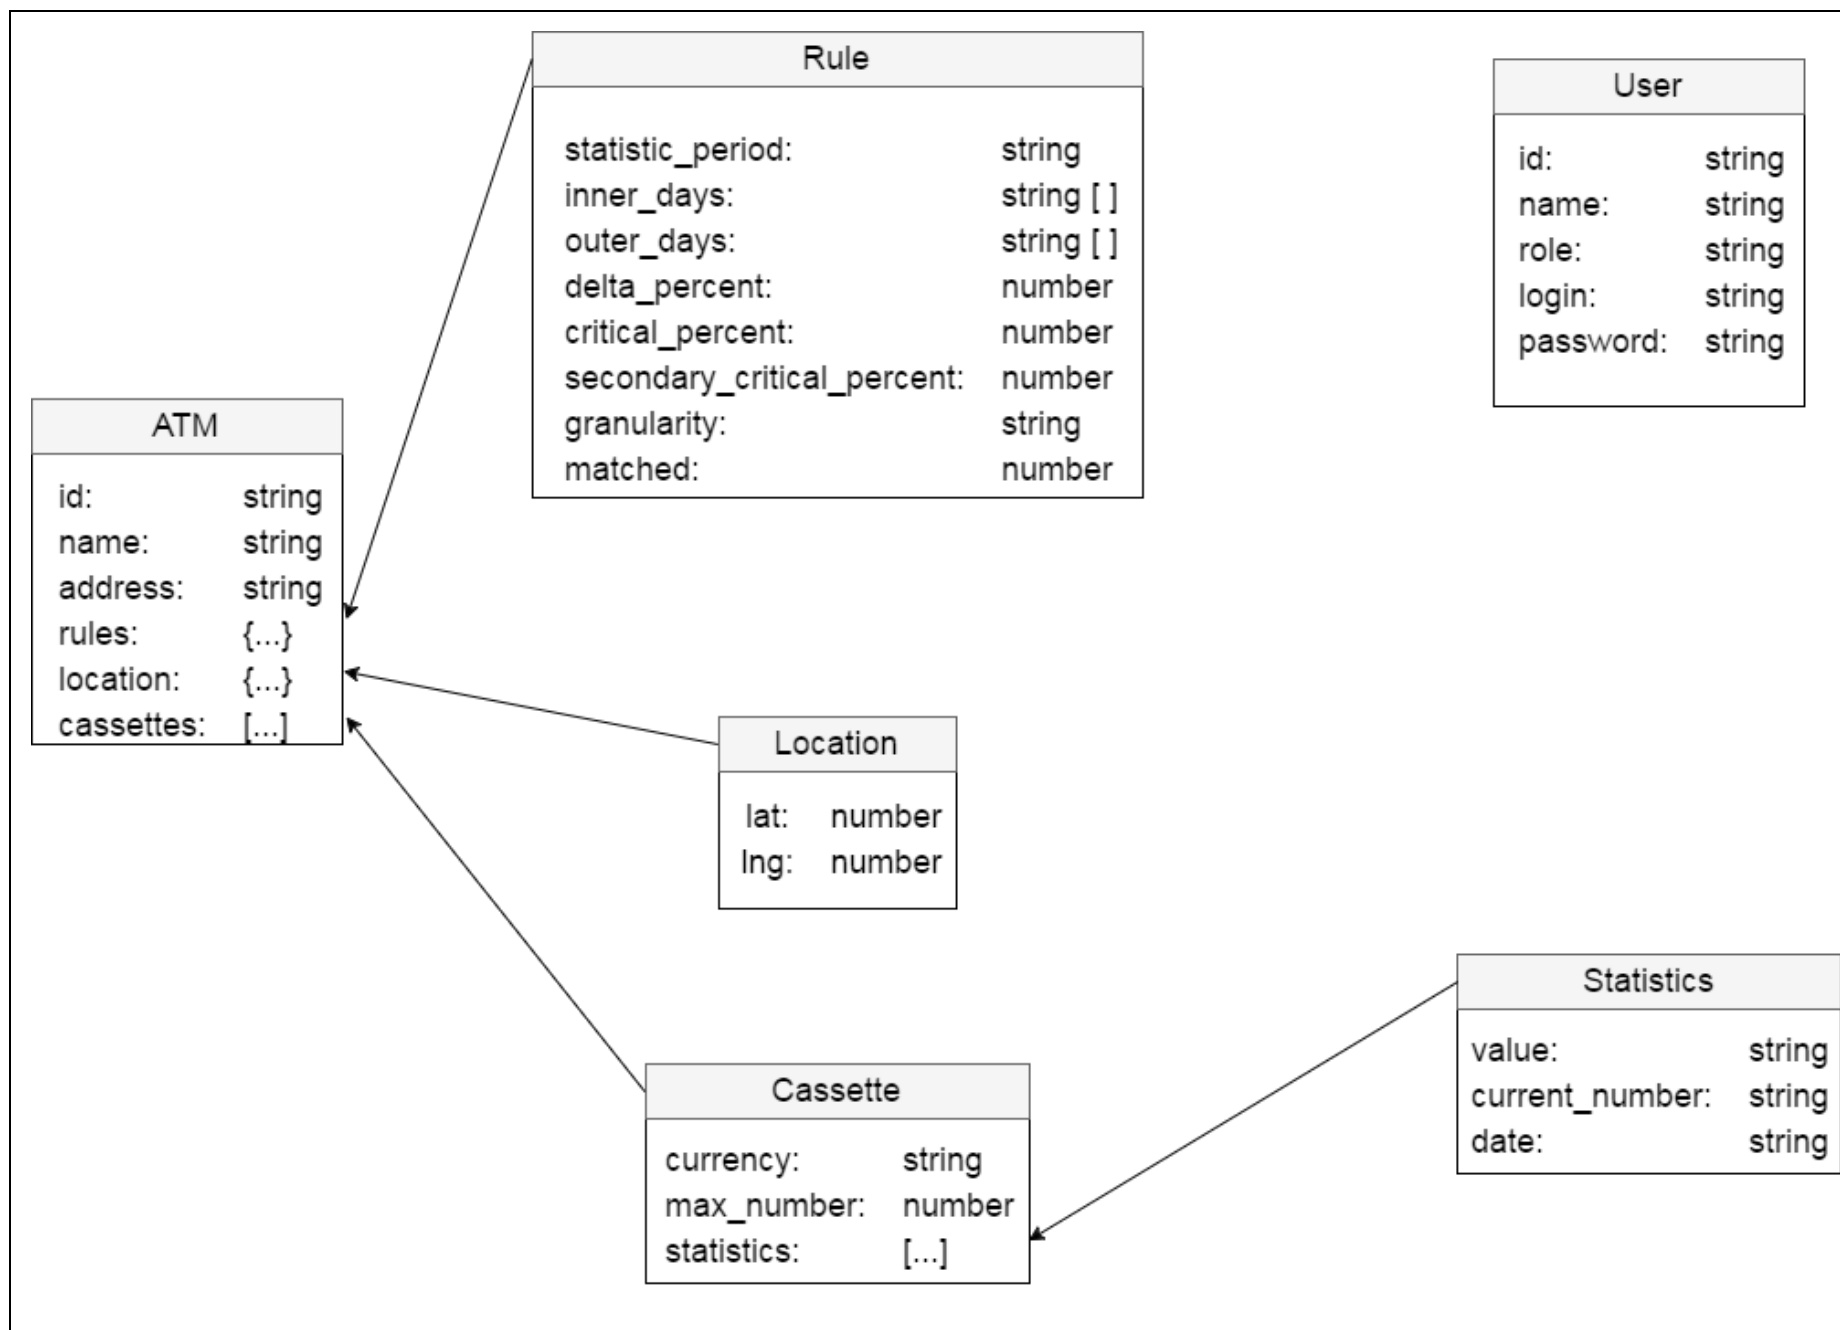 Rule
statistic_period: string
inner_days: string [ ]
outer_days: string [ ]
delta_percent: number
critical_percent: number
secondary_critical_percent: number
granularity: string
matched: number
User
id: string
name: string
role: string
login: string
password: string
ATM
id: string
name: string
address: string
rules: {...}
location: {...}
cassettes: [...]
Location
lat: number
lng: number
Cassette
currency: string
max_number: number
statistics: [...]
Statistics
value: string
current_number: string
date: string